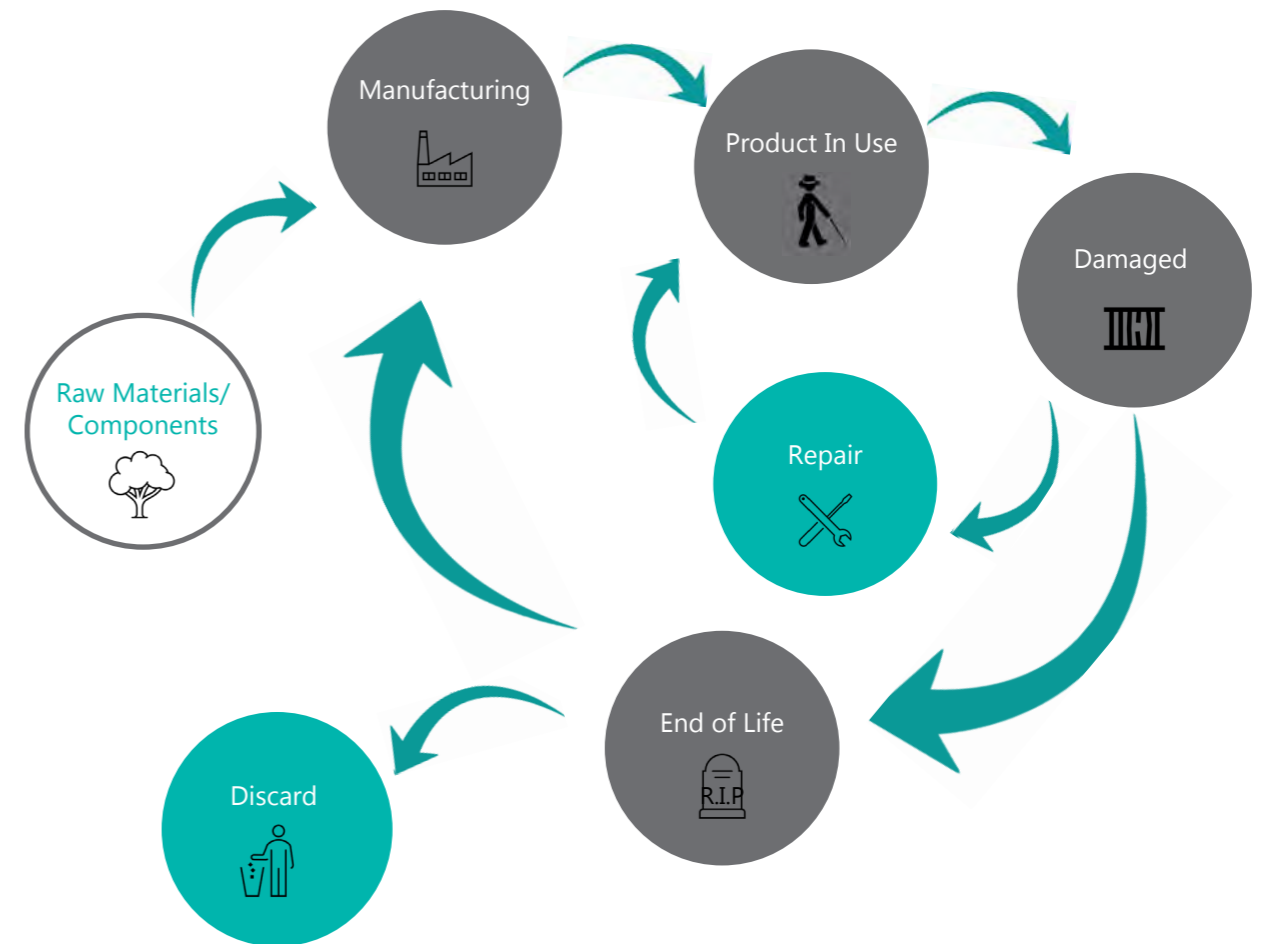 Manufacturing
Product In Use
Damaged
Raw Materials/
Components
Repair
End of Life
R.I.P
Discard